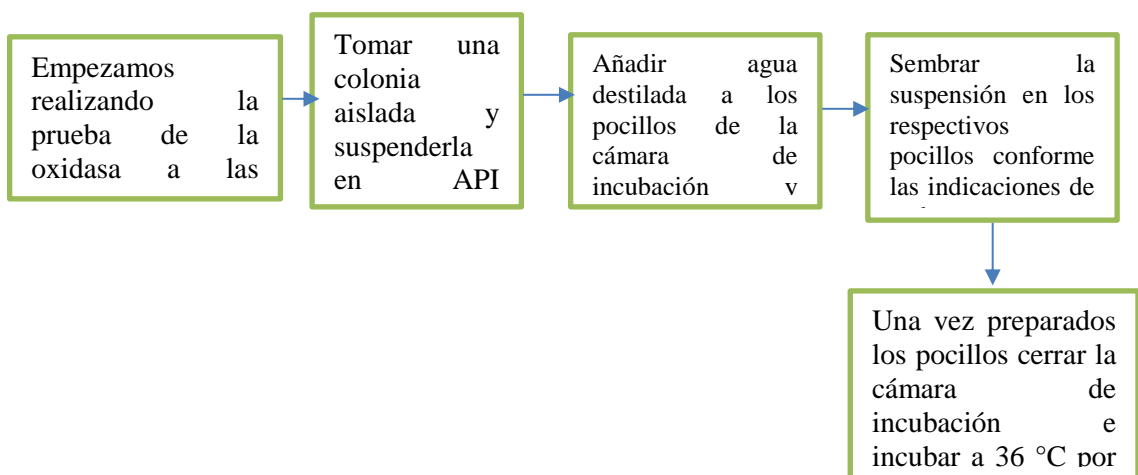 Empezamos
realizando la
prueba de la
oxidasa a las
Tomar una
colonia
aislada y
suspenderla
en API
Añadir agua
destilada a los
pocillos de la
cámara de
incubación y
Sembrar la
suspensión en los
respectivos
pocillos conforme
las indicaciones de
Una vez preparados
los pocillos cerrar la
cámara de
incubación e
incubar a 36 °C por